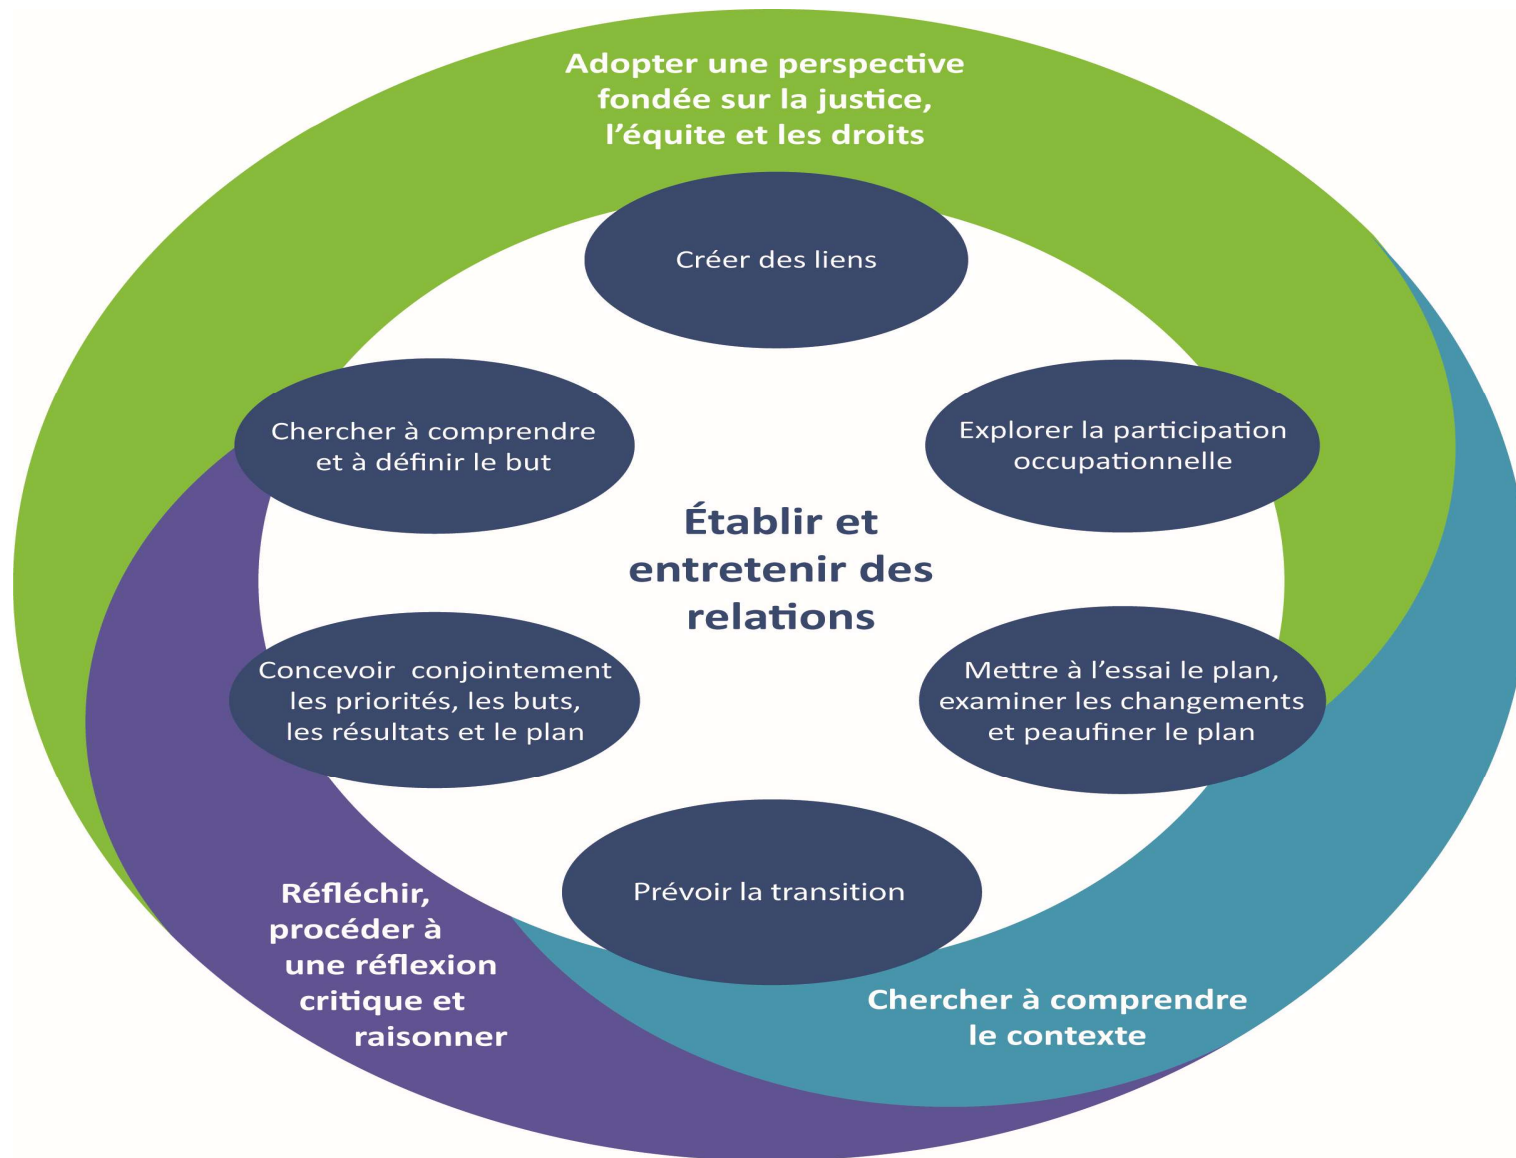 Adopter une perspective
fondée sur la justice,
l’équite et les droits
Créer des liens
Chercher à comprendre
et à définir le but
Explorer la participation
occupationnelle
Établir et
entretenir des
relations
Concevoir conjointement
les priorités, les buts,
les résultats et le plan
Mettre à l’essai le plan,
examiner les changements
et peaufiner le plan
Prévoir la transition
Réfléchir,
procéder à
une réflexion
critique et
raisonner
Chercher à comprendre
le contexte